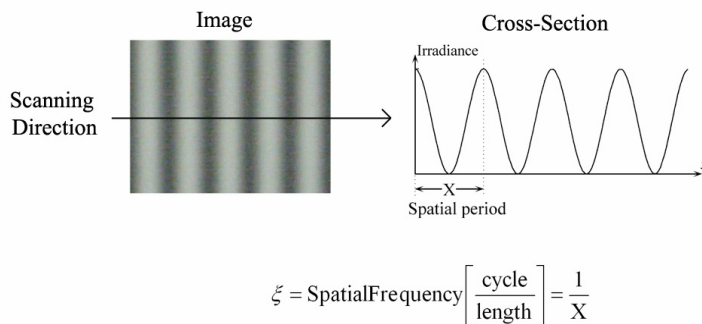 Image
Cross-Section
Irradiance
Scanning
Direction
X
Spatial period
ξ = SpatialFrequency[cycle/length] = 1/X